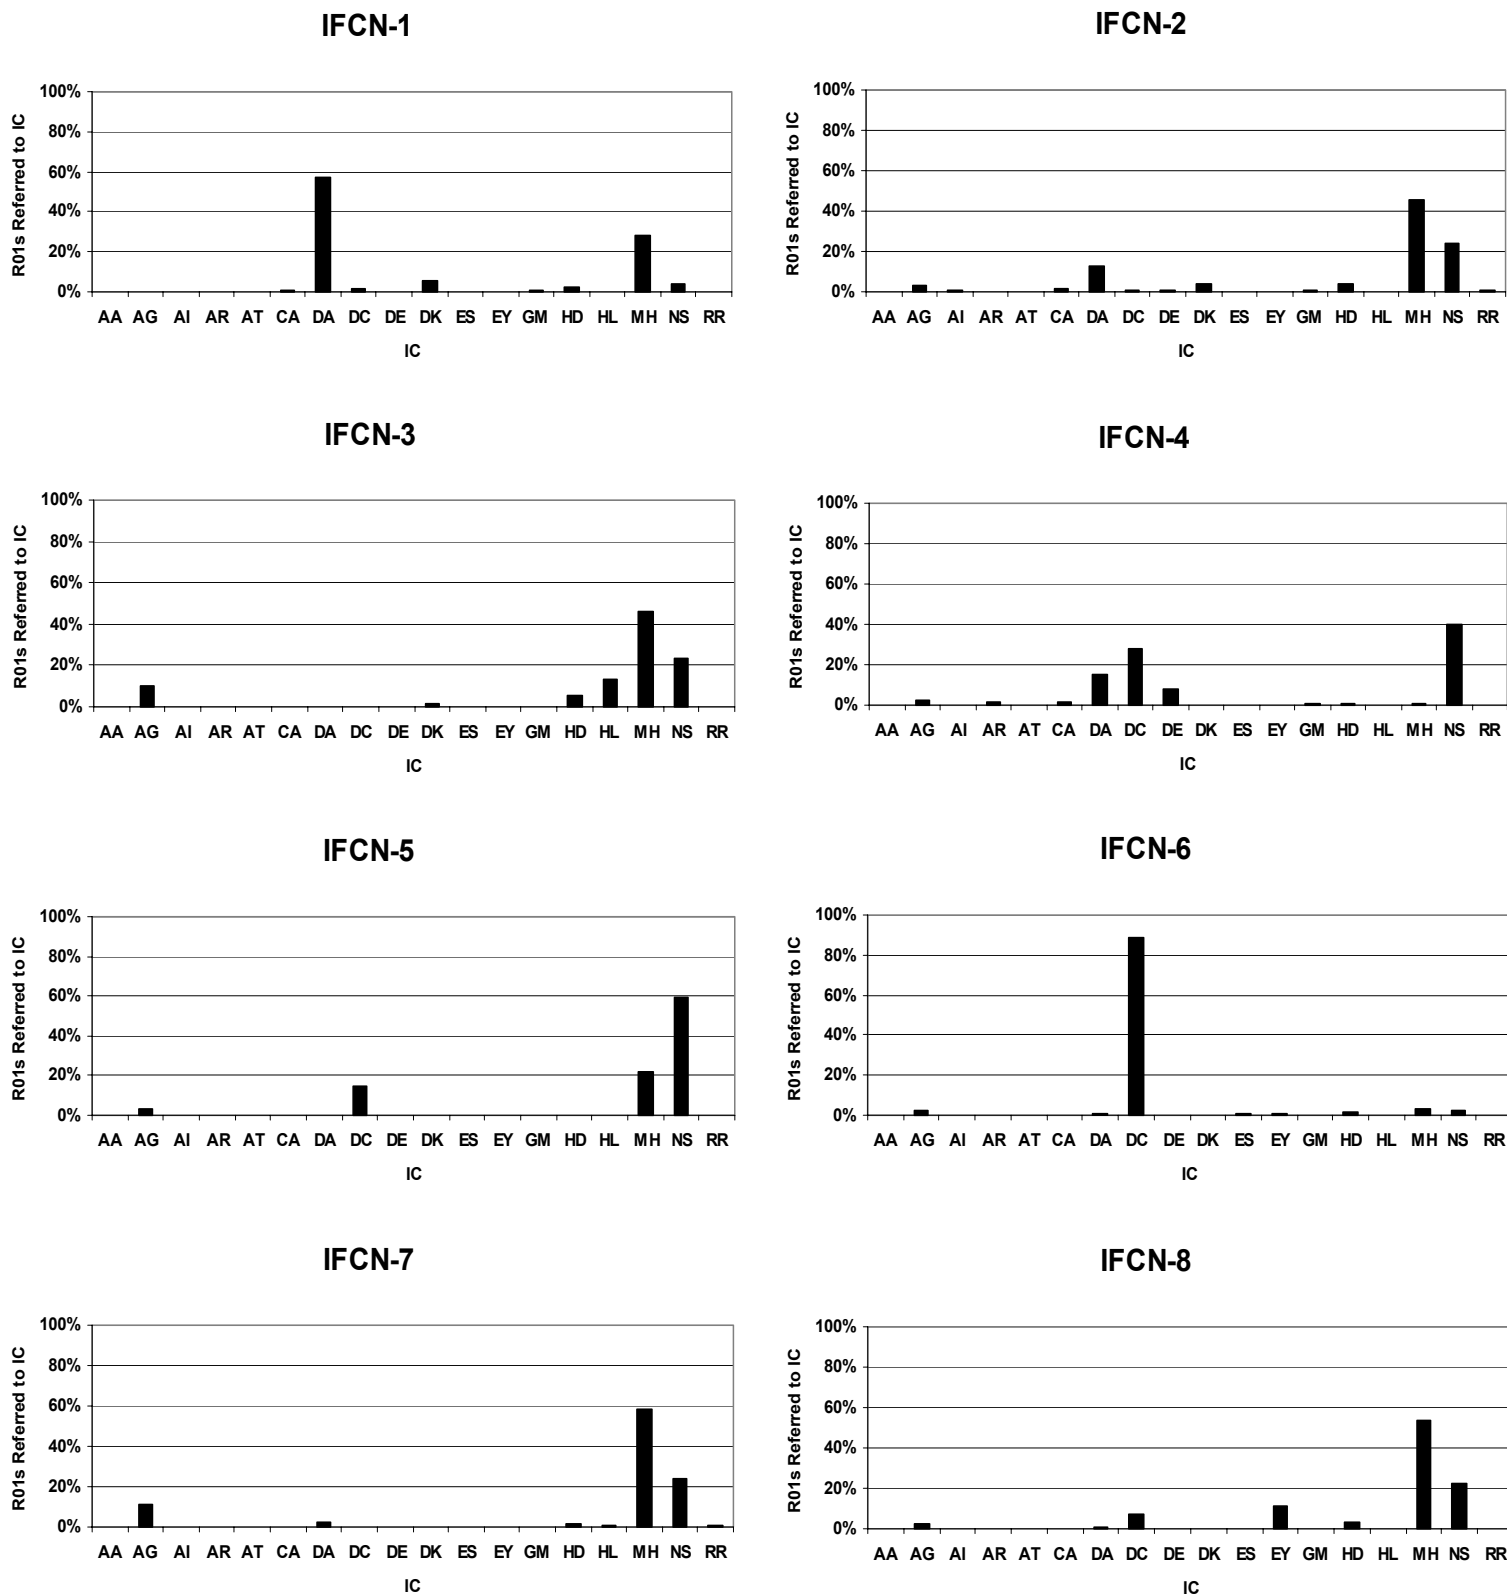 IFCN-1
R01s Referred to IC
100%
80%
60%
40%
20%
0%
AA AG AI AR AT CA DA DC DE DK ES EY GM HD HL MH NS RR
IC
IFCN-2
R01s Referred to IC
100%
80%
60%
40%
20%
0%
AA AG AI AR AT CA DA DC DE DK ES EY GM HD HL MH NS RR
IC
IFCN-3
R01s Referred to IC
100%
80%
60%
40%
20%
0%
AA AG AI AR AT CA DA DC DE DK ES EY GM HD HL MH NS RR
IC
IFCN-4
R01s Referred to IC
100%
80%
60%
40%
20%
0%
AA AG AI AR AT CA DA DC DE DK ES EY GM HD HL MH NS RR
IC
IFCN-5
R01s Referred to IC
100%
80%
60%
40%
20%
0%
AA AG AI AR AT CA DA DC DE DK ES EY GM HD HL MH NS RR
IC
IFCN-6
R01s Referred to IC
100%
80%
60%
40%
20%
0%
AA AG AI AR AT CA DA DC DE DK ES EY GM HD HL MH NS RR
IC
IFCN-7
R01s Referred to IC
100%
80%
60%
40%
20%
0%
AA AG AI AR AT CA DA DC DE DK ES EY GM HD HL MH NS RR
IC
IFCN-8
R01s Referred to IC
100%
80%
60%
40%
20%
0%
AA AG AI AR AT CA DA DC DE DK ES EY GM HD HL MH NS RR
IC